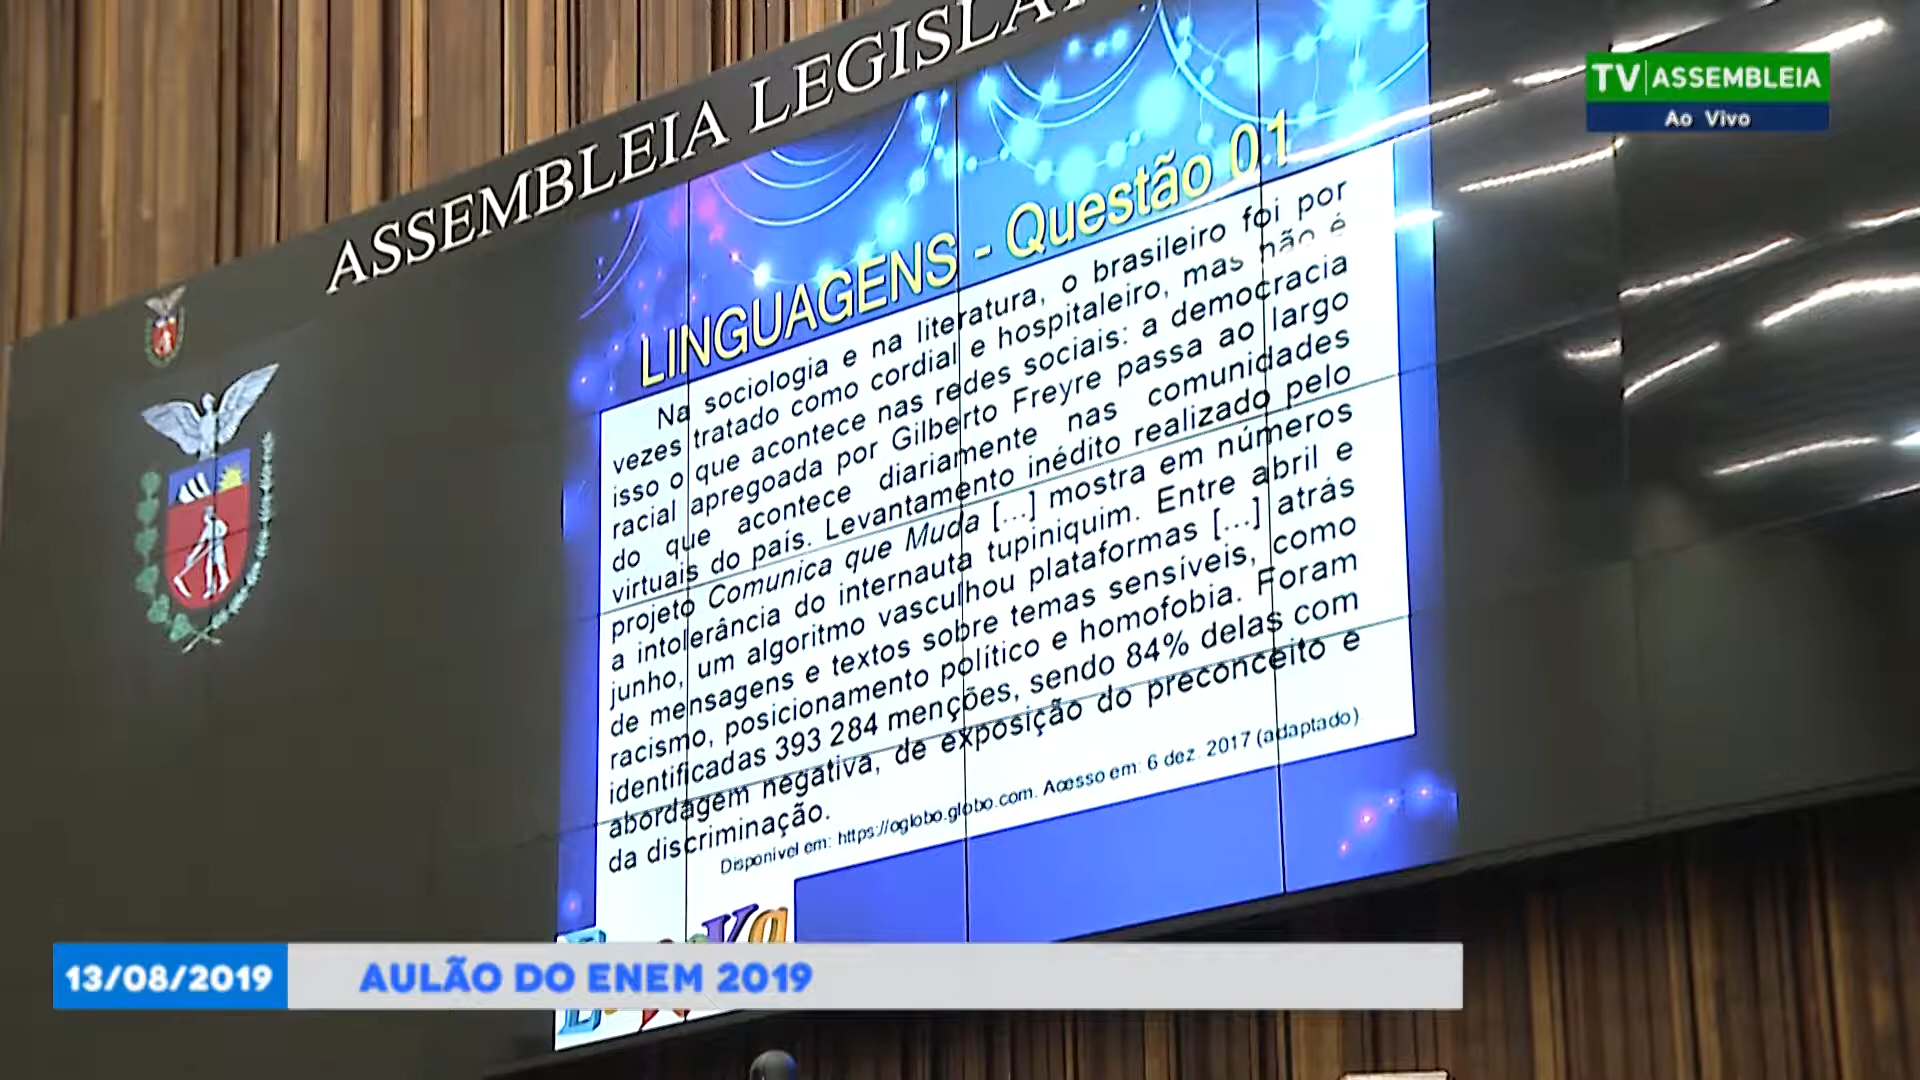 ASSEMBLEIA
TV ASSEMBLEIA
Ao Vivo
LINGUAGENS - Questão 01
Na sociologia e na literatura, o brasileiro foi por
vezes tratado como cordial e hospitaleiro, mas não é
isso o que acontece nas redes sociais: a democracia
racial apregoada por Gilberto Freyre passa ao largo
do que acontece diariamente nas comunidades
virtuais do país. Levantamento inédito realizado pelo
projeto Comunica que Muda [...] mostra em números
a intolerância do internauta tupiniquim. Entre abril e
junho, um algoritmo vasculhou plataformas [...] atrás
de mensagens e textos sobre temas sensíveis, como
racismo, posicionamento político e homofobia. Foram
identificadas 393 284 menções, sendo 84% delas com
abordagem negativa, de exposição do preconceito e
da discriminação.
Disponível em: https://oglobo.globo.com. Acesso em: 6 dez. 2017 (adaptado)
13/08/2019 AULÃO DO ENEM 2019